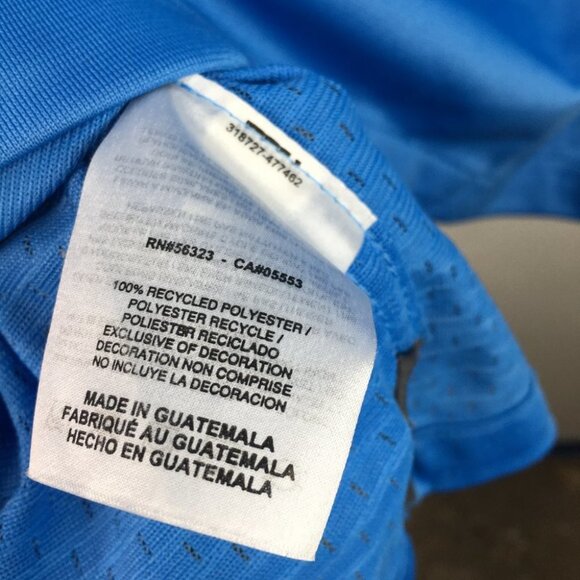 318727-477462
RN#56323 - CA#05553
100% RECYCLED POLYESTER /
POLYESTER RECYCLE /
POLIESTER RECICLADO
EXCLUSIVE OF DECORATION
DECORATION NON COMPRISE
NO INCLUYE LA DECORACION
MADE IN GUATEMALA
FABRIQUÉ AU GUATEMALA
HECHO EN GUATEMALA